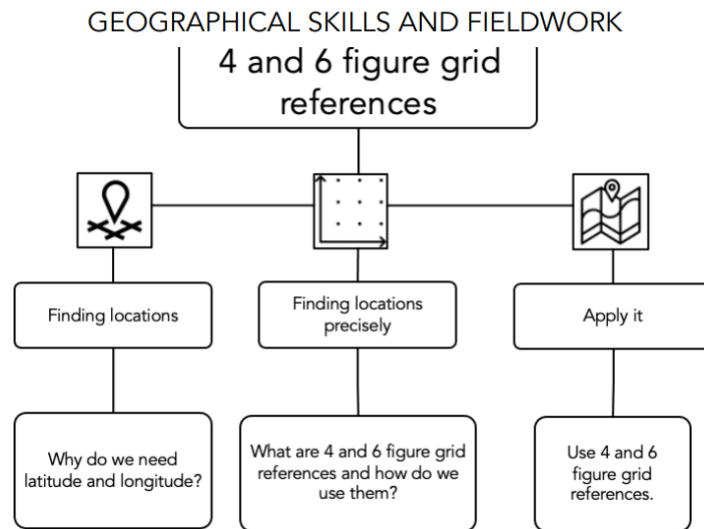 GEOGRAPHICAL SKILLS AND FIELDWORK
4 and 6 figure grid
references
Finding locations
Finding locations
precisely
Apply it
Why do we need
latitude and longitude?
What are 4 and 6 figure grid
references and how do we
use them?
Use 4 and 6
figure grid
references.